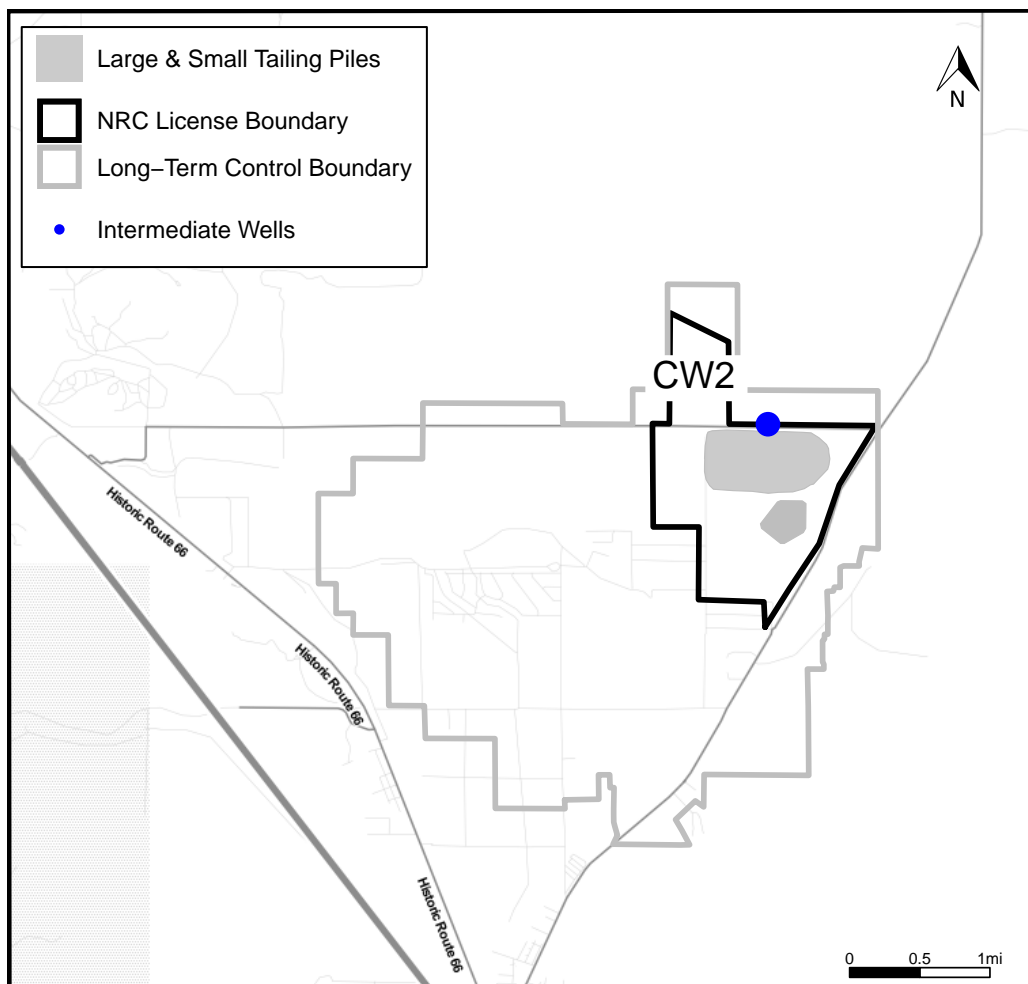 Large & Small Tailing Piles
NRC License Boundary
Long−Term Control Boundary
Intermediate Wells
N
CW2
Historic Route 66
Historic Route 66
Historic Route 66
0 0.5 1mi